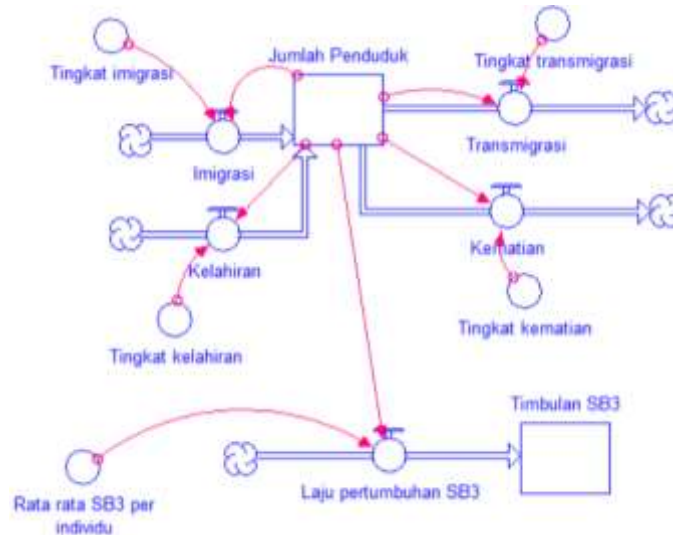 Jumlah Penduduk
Tingkat imigrasi
Tingkat transmigrasi
Imigrasi
Transmigrasi
Kelahiran
Kematian
Tingkat kelahiran
Tingkat kematian
Timbulan SB3
Laju pertumbuhan SB3
Rata rata SB3 per
individu